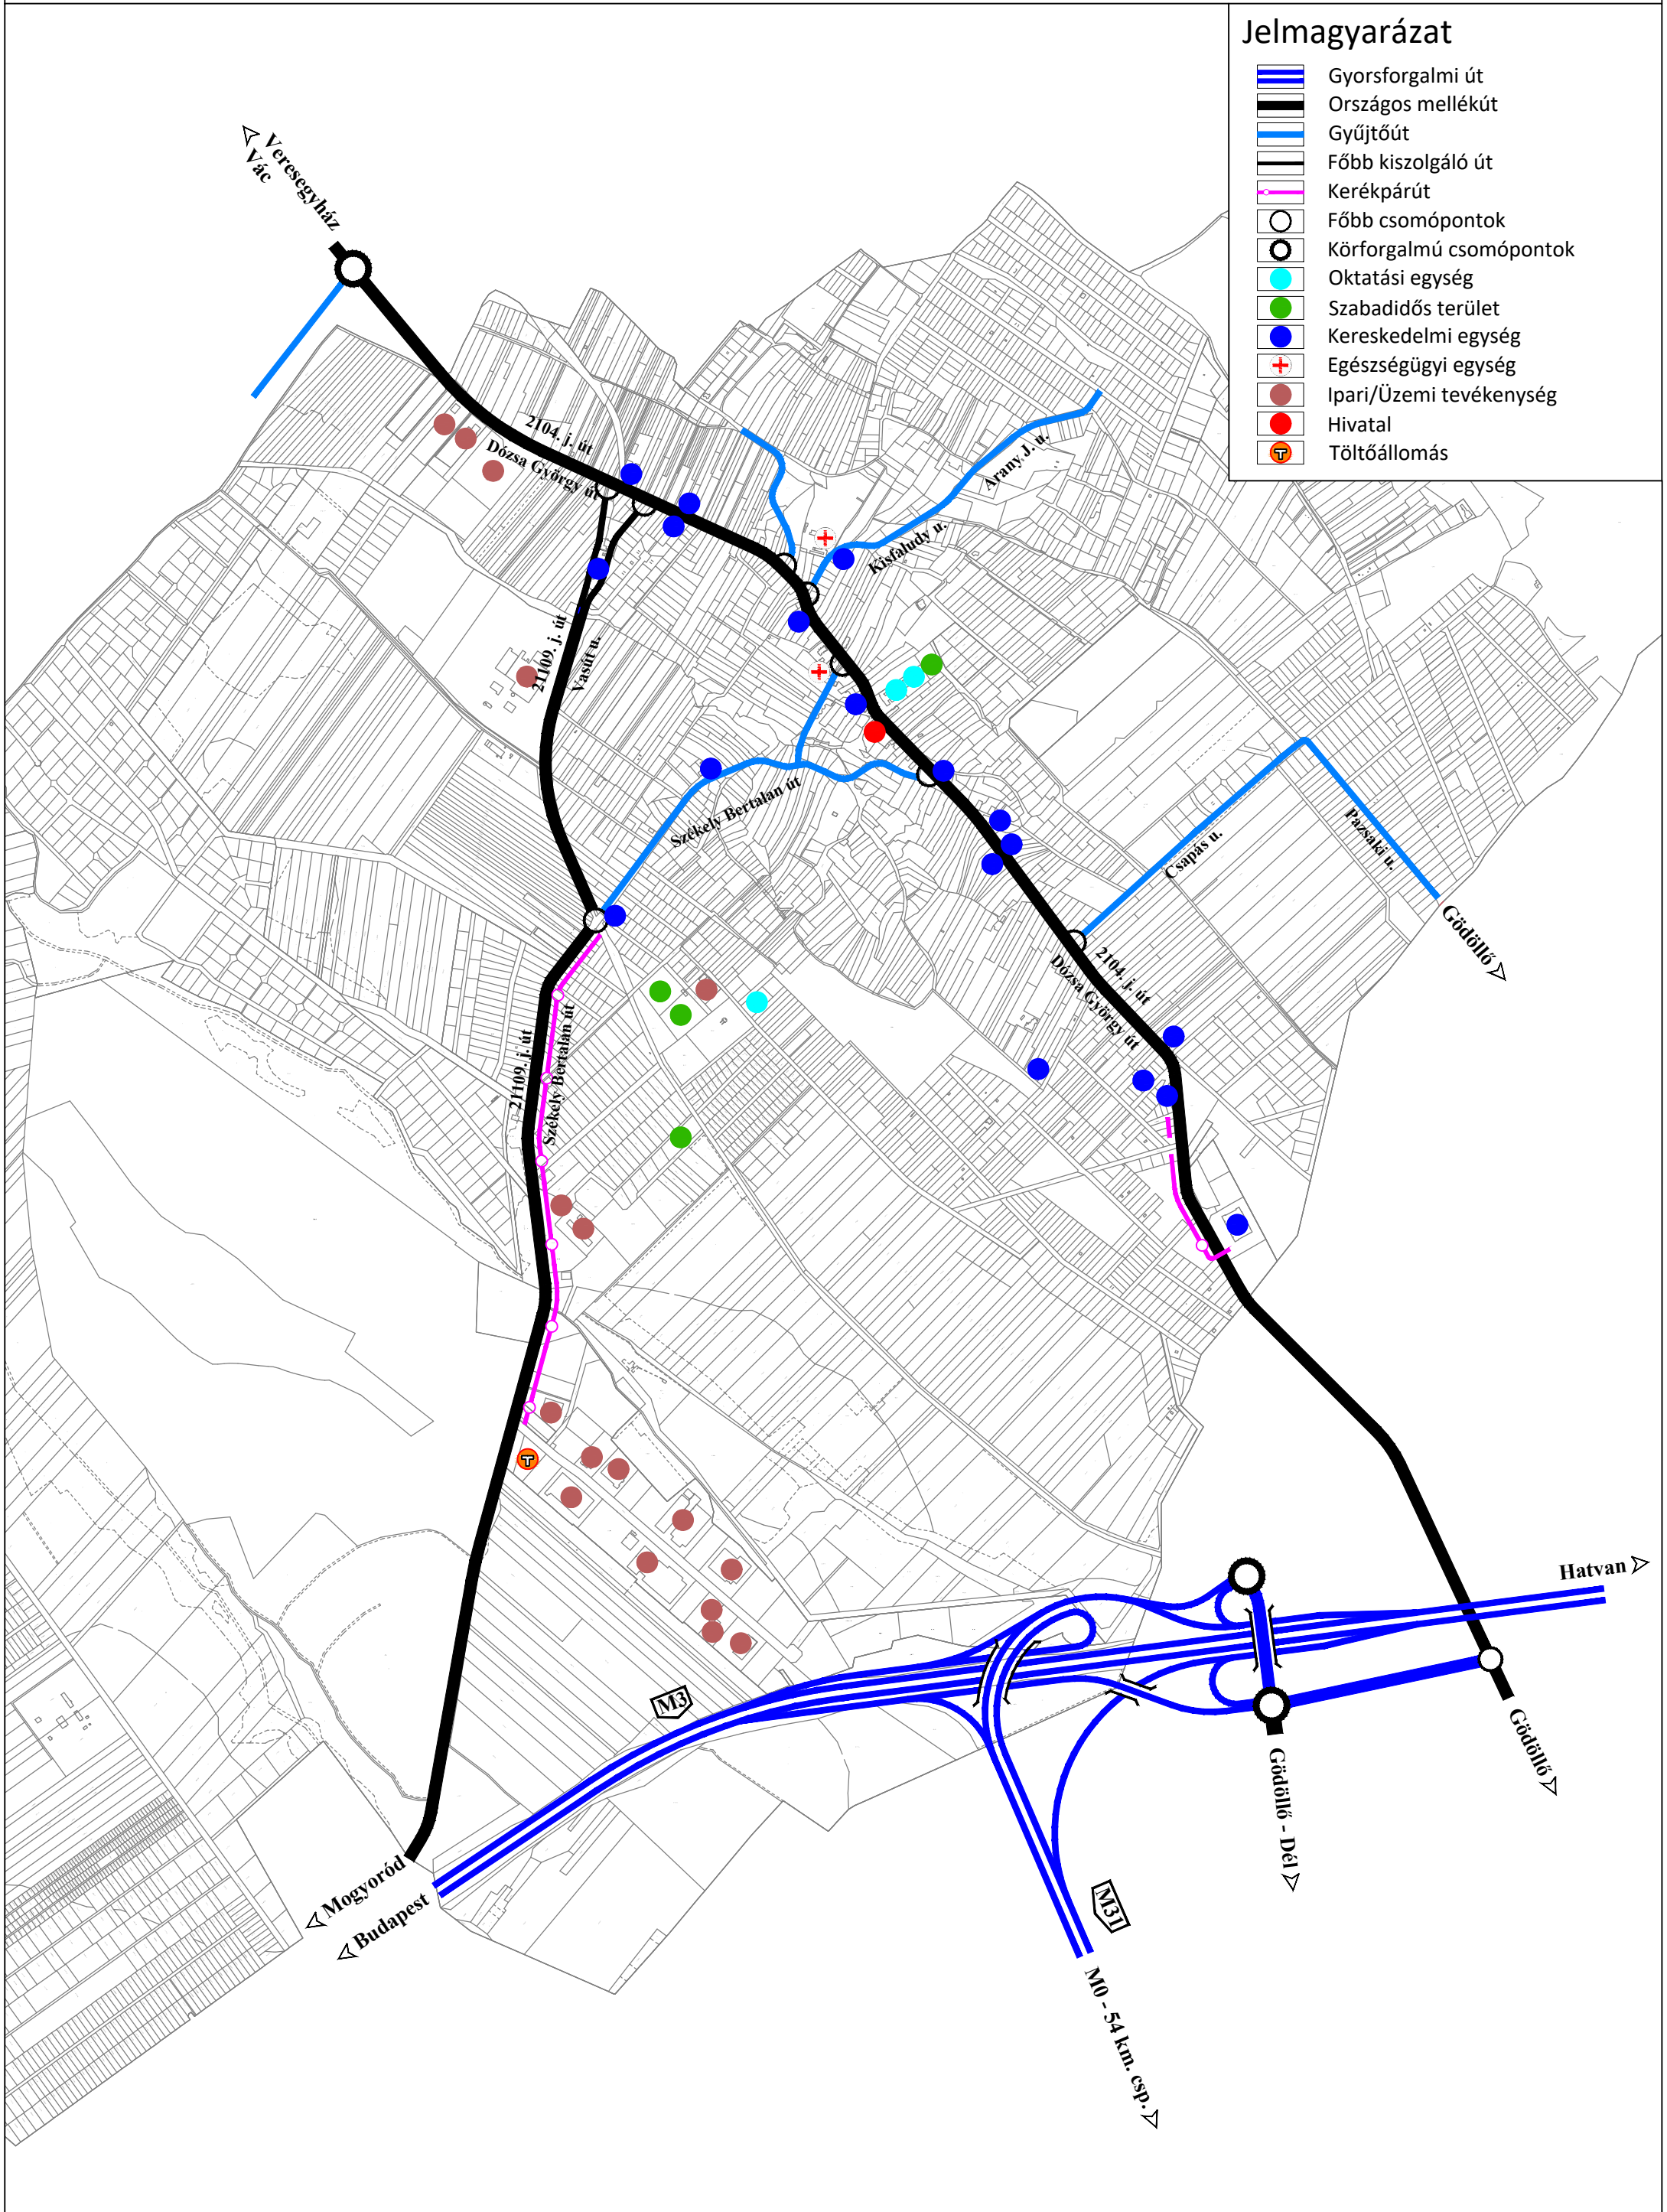 Jelmagyarázat
Gyorsforgalmi út
Országos mellékút
Gyűjtőút
Főbb kiszolgáló út
Kerékpárút
Főbb csomópontok
Körforgalmú csomópontok
Oktatási egység
Szabadidős terület
Kereskedelmi egység
Egészségügyi egység
Ipari/Üzemi tevékenység
Hivatal
T
Töltőállomás
Veresegyház
Vác
2104. j. út
Dózsa György út
Arany J. u.
Kisfaludy u.
21109. j. út
Vasút u.
Székely Bertalan út
Csapás u.
Pazsaki u.
Gödöllő
2104. j. út
Dózsa György út
21109. j. út
Székely Bertalan út
T
Hatvan
M3
Gödöllő
Gödöllő - Dél
Mogyoród
Budapest
M31
M0 - 54 km. csp.